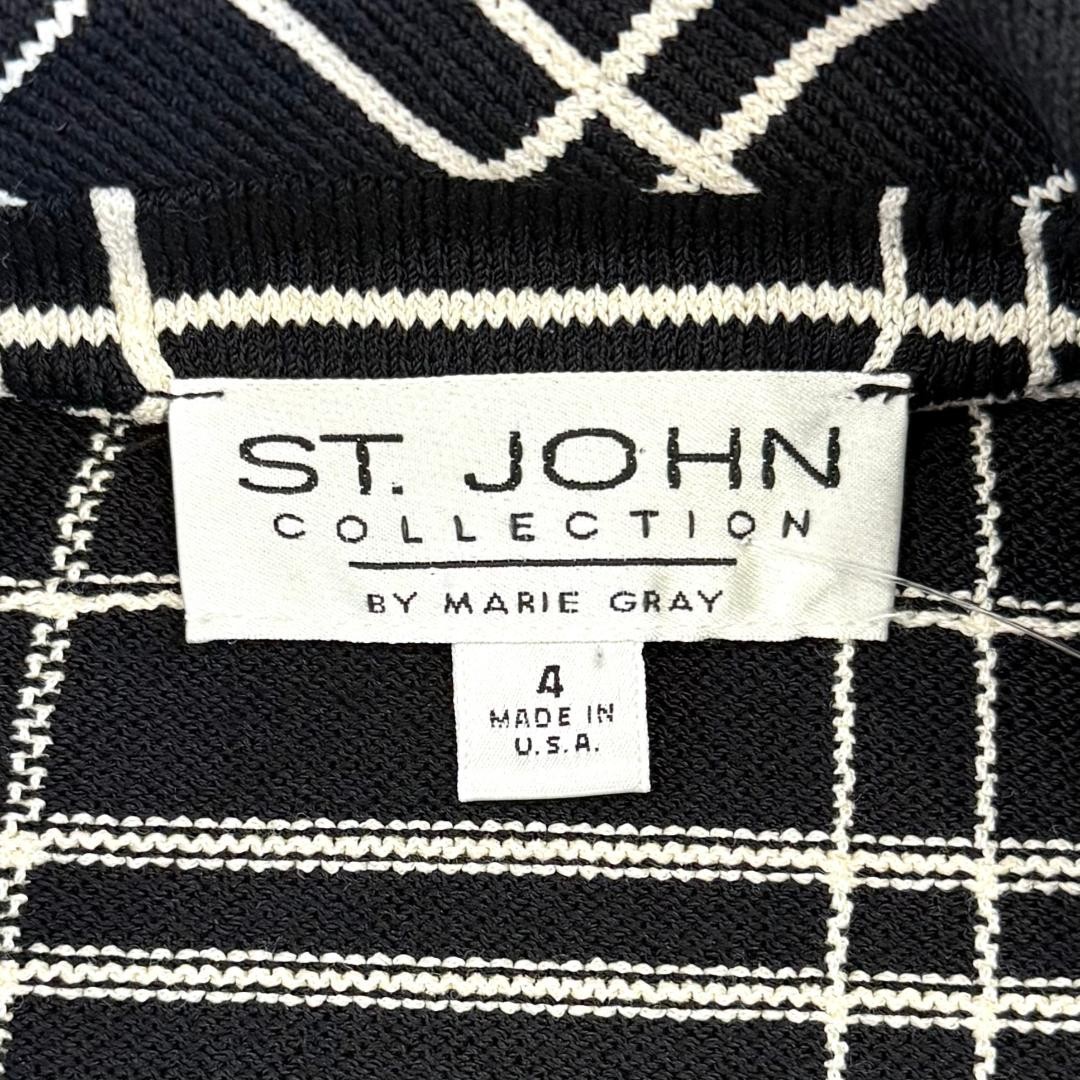 ST. JOHN
COLLECTION
BY MARIE GRAY
4
MADE IN
U.S.A.